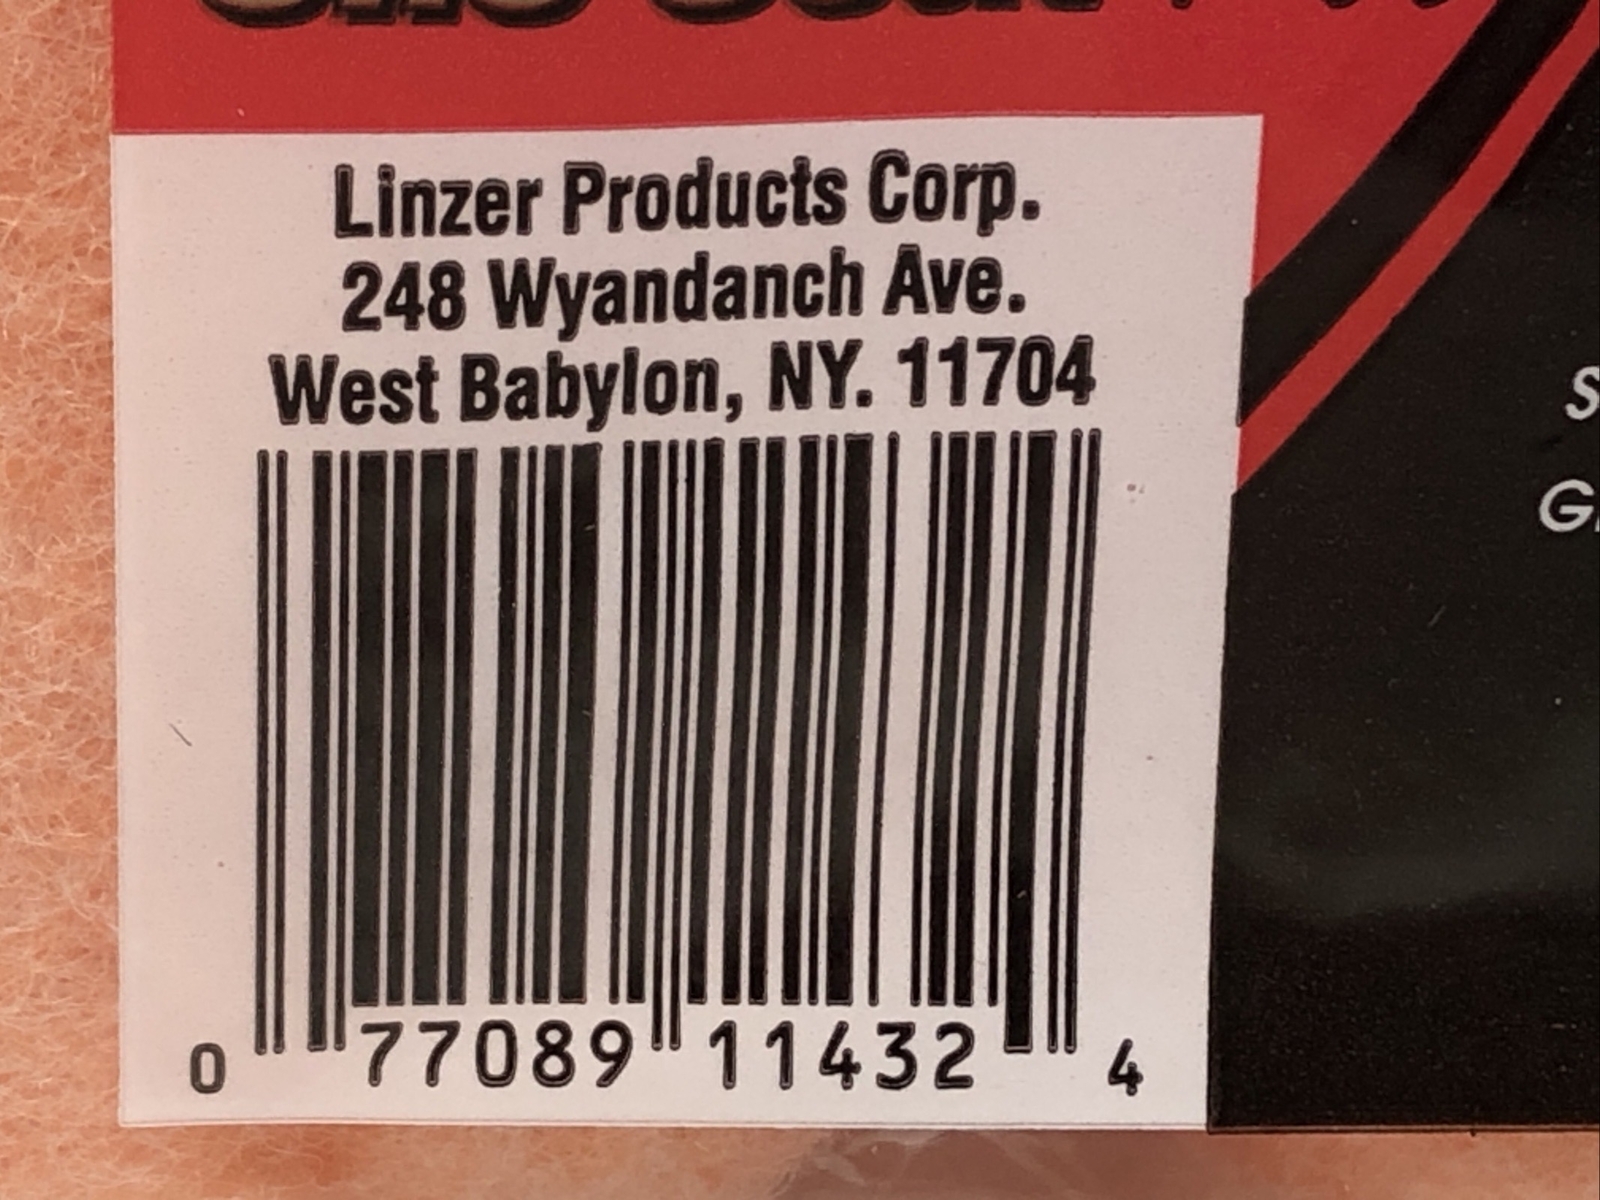 Linzer Products Corp.
248 Wyandanch Ave.
West Babylon, NY. 11704
0 77089 11432 4